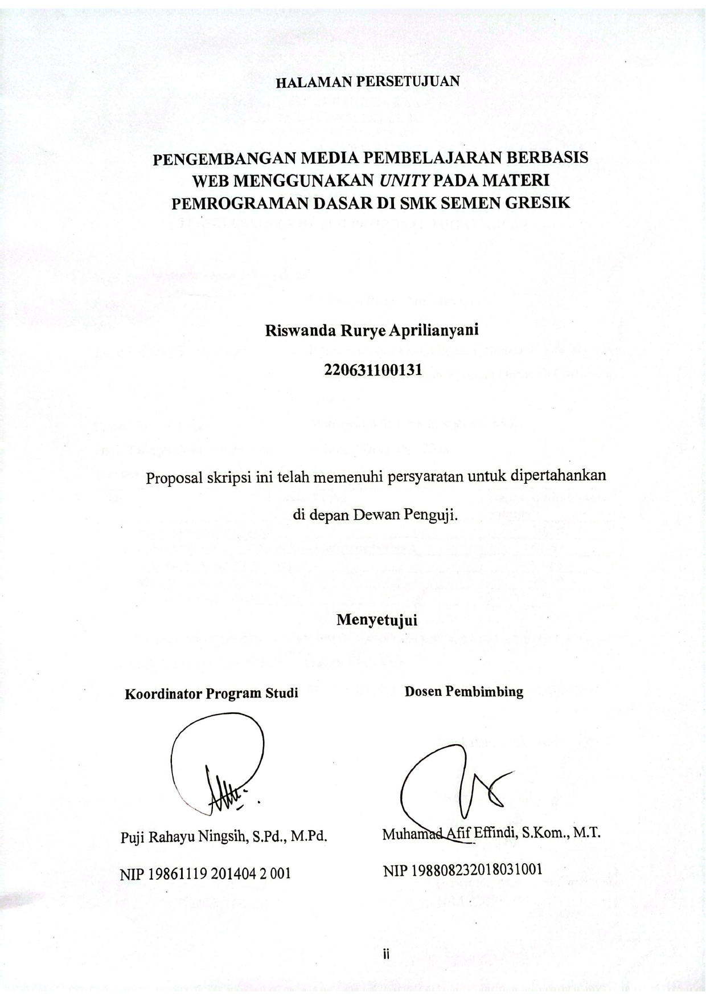 HALAMAN PERSETUJUAN
PENGEMBANGAN MEDIA PEMBELAJARAN BERBASIS
WEB MENGGUNAKAN UNITY PADA MATERI
PEMROGRAMAN DASAR DI SMK SEMEN GRESIK
Riswanda Rurye Aprilianyani
220631100131
Proposal skripsi ini telah memenuhi persyaratan untuk dipertahankan
di depan Dewan Penguji.
Menyetujui
Koordinator Program Studi
Dosen Pembimbing
Puji Rahayu Ningsih, S.Pd., M.Pd.
Muhamad Afif Effindi, S.Kom., M.T.
NIP 19861119 201404 2 001
NIP 198808232018031001
ii